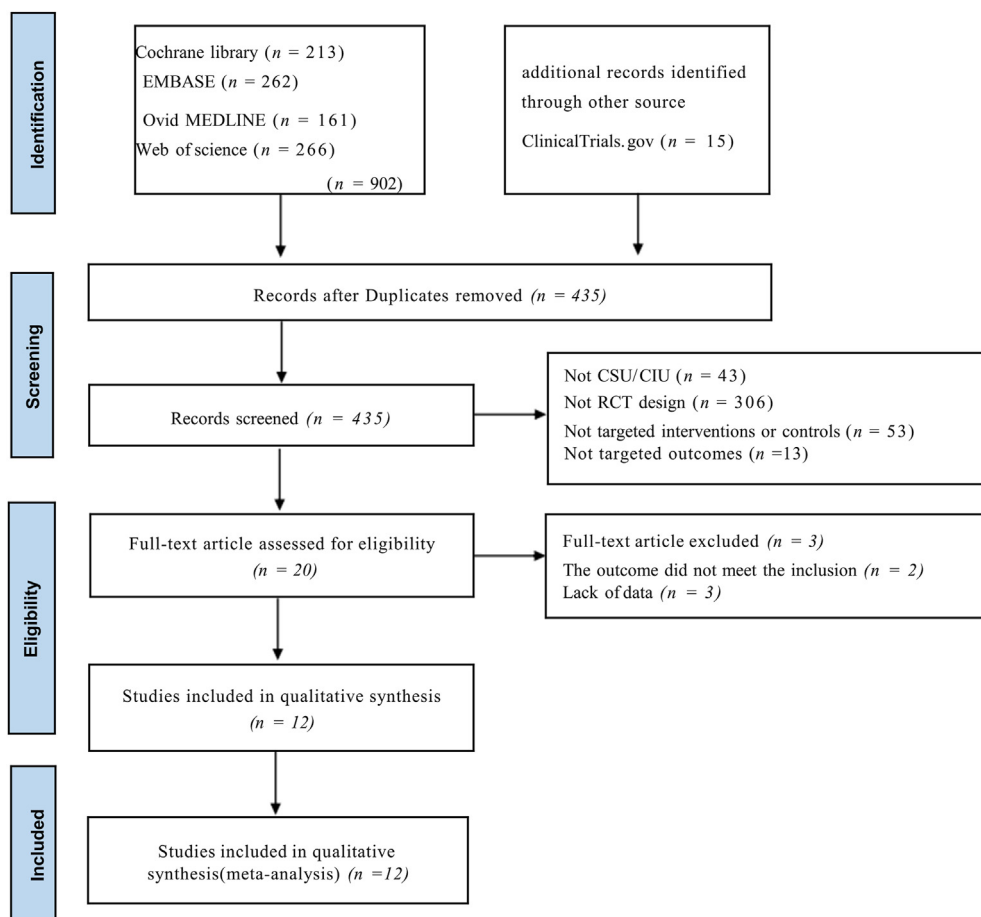 Identification
Cochrane library (n = 213)
EMBASE (n = 262)
Ovid MEDLINE (n = 161)
Web of science (n = 266)
(n = 902)
additional records identified
through other source
ClinicalTrials.gov (n = 15)
Screening
Records after Duplicates removed (n = 435)
Records screened (n = 435)
Not CSU/CIU (n = 43)
Not RCT design (n = 306)
Not targeted interventions or controls (n = 53)
Not targeted outcomes (n =13)
Eligibility
Full-text article assessed for eligibility
(n = 20)
Full-text article excluded (n = 3)
The outcome did not meet the inclusion (n = 2)
Lack of data (n = 3)
Studies included in qualitative synthesis
(n = 12)
Included
Studies included in qualitative
synthesis(meta-analysis) (n =12)